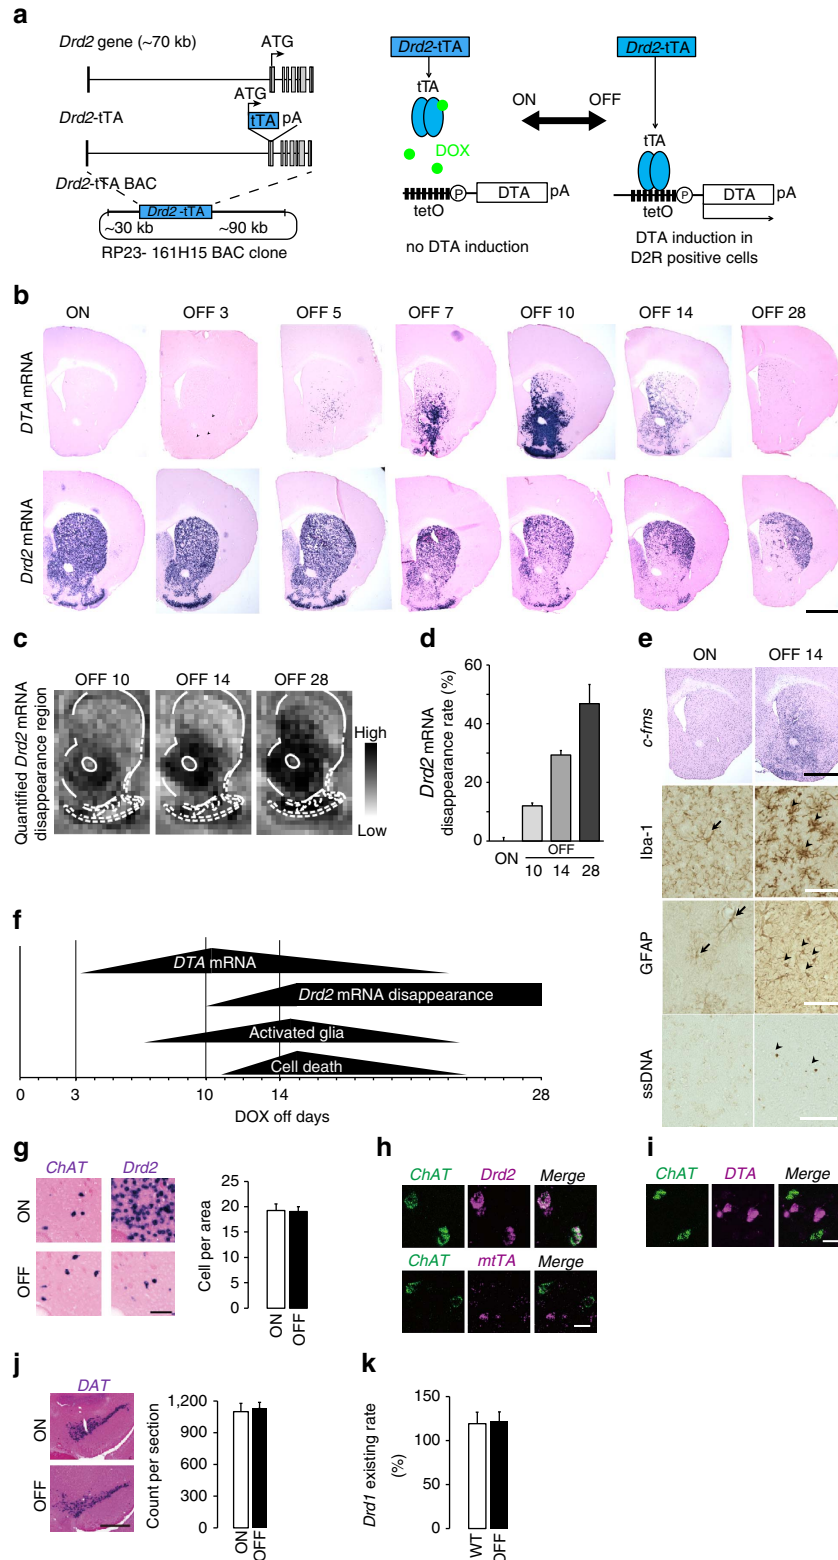 a
Drd2 gene (~70 kb)
ATG
Drd2-tTA
ATG
tTA pA
Drd2-tTA BAC
Drd2-tTA
~30 kb ~90 kb
RP23- 161H15 BAC clone
Drd2-tTA
tTA
DOX
P DTA pA
tetO
no DTA induction
ON OFF
Drd2-tTA
tTA
P DTA pA
tetO
DTA induction in
D2R positive cells
b
ON OFF 3 OFF 5 OFF 7 OFF 10 OFF 14 OFF 28
DTA mRNA
Drd2 mRNA
c
OFF 10 OFF 14 OFF 28
Quantified Drd2 mRNA
disappearance region
High
Low
d
Drd2 mRNA
disappearance rate (%)
60
40
20
0
ON OFF
10 14 28
e
ON OFF 14
c-fms
Iba-1
GFAP
ssDNA
f
DTA mRNA
Drd2 mRNA disappearance
Activated glia
Cell death
0 3 10 14 28
DOX off days
g
ChAT Drd2
ON
OFF
Cell per area
25
20
15
10
5
0
ON
OFF
h
ChAT Drd2 Merge
ChAT mtTA Merge
i
ChAT DTA Merge
j
DAT
ON
OFF
Count per section
1,200
900
600
300
0
ON
OFF
k
Drd1 existing rate
(%)
150
100
50
0
WT
OFF